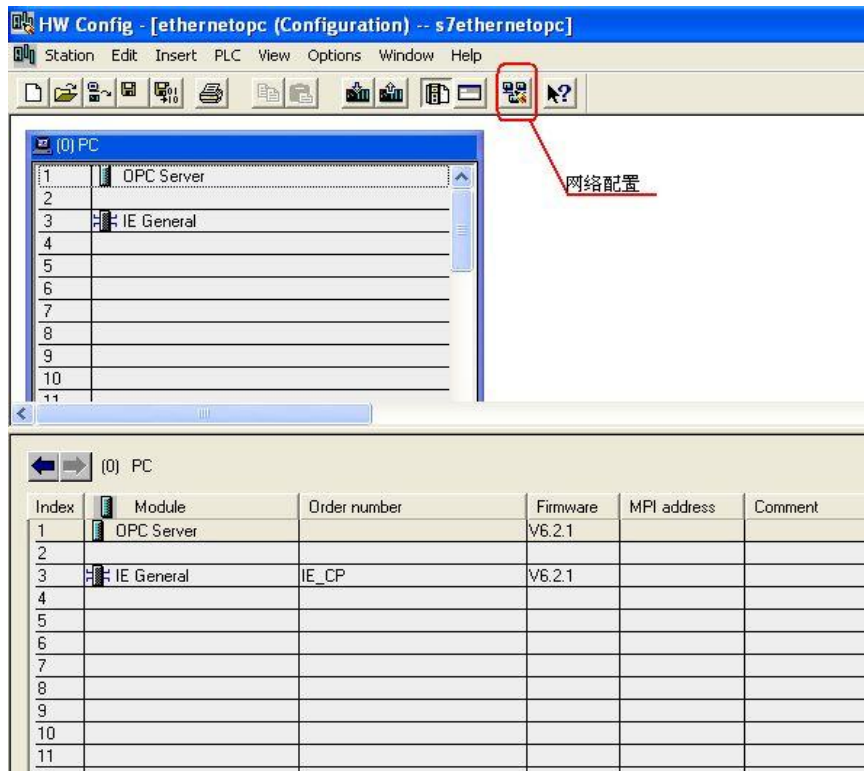 HW Config - [ethernetopc (Configuration) -- s7ethernetopc]
Station Edit Insert PLC View Options Window Help
(0) PC
1 OPC Server
网络配置
2
3 IE General
4
5
6
7
8
9
10
11
(0) PC
Index Module Order number Firmware MPI address Comment
1 OPC Server V6.2.1
2
3 IE General IE_CP V6.2.1
4
5
6
7
8
9
10
11